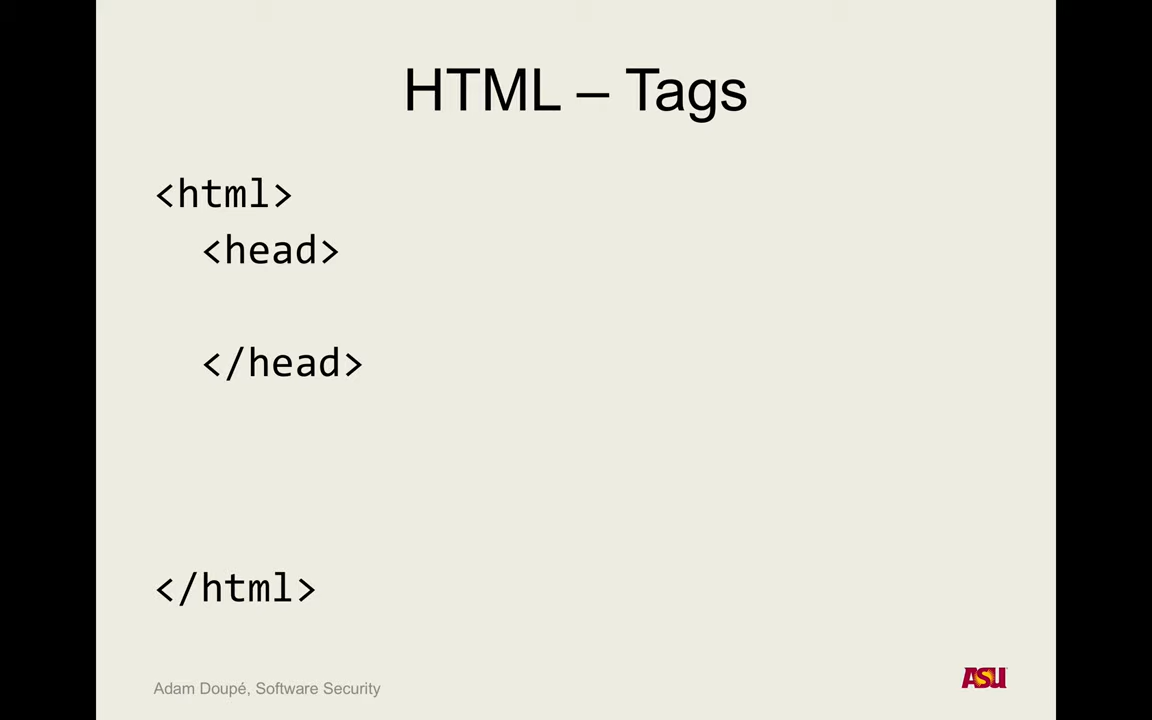 HTML – Tags
<html>
<head>
</head>
</html>
Adam Doupé, Software Security
ASU